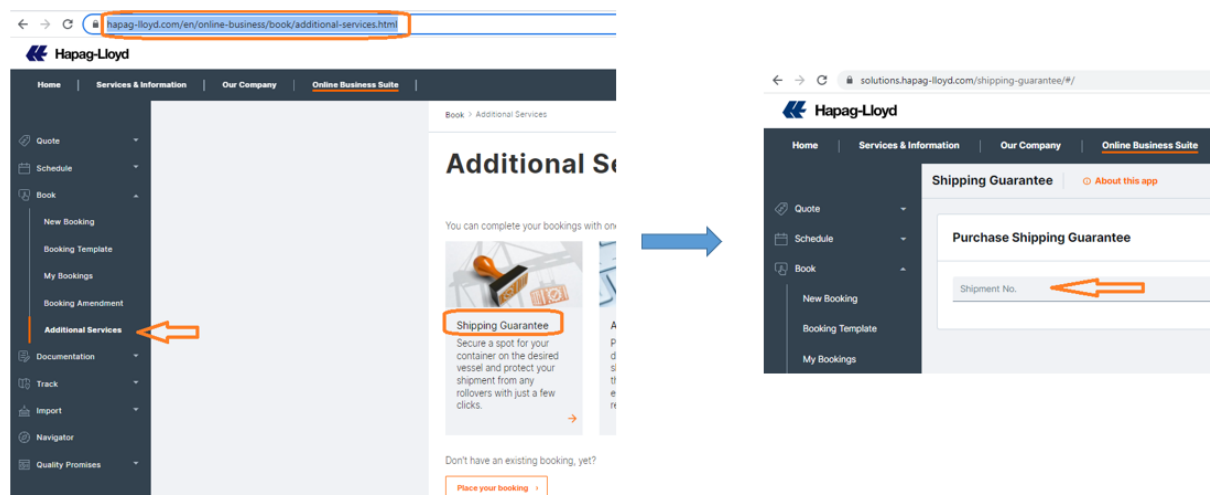 hapag-lloyd.com/en/online-business/book/additional-services.html
Hapag-Lloyd
Home
Services & Information
Our Company
Online Business Suite
Book > Additional Services
Quote
Schedule
Book
New Booking
Booking Template
My Bookings
Booking Amendment
Additional Services
Documentation
Track
Import
Navigator
Quality Promises
Additional
You can complete your bookings with
Shipping Guarantee
Secure a spot for your
container on the desired
vessel and protect your
shipment from any
rollovers with just a few
clicks.
Don't have an existing booking, yet?
Place your booking
solutions.hapag-lloyd.com/shipping-guarantee/#/
Hapag-Lloyd
Home
Services & Information
Our Company
Online Business Suite
Shipping Guarantee
About this app
Quote
Schedule
Book
New Booking
Booking Template
My Bookings
Purchase Shipping Guarantee
Shipment No.